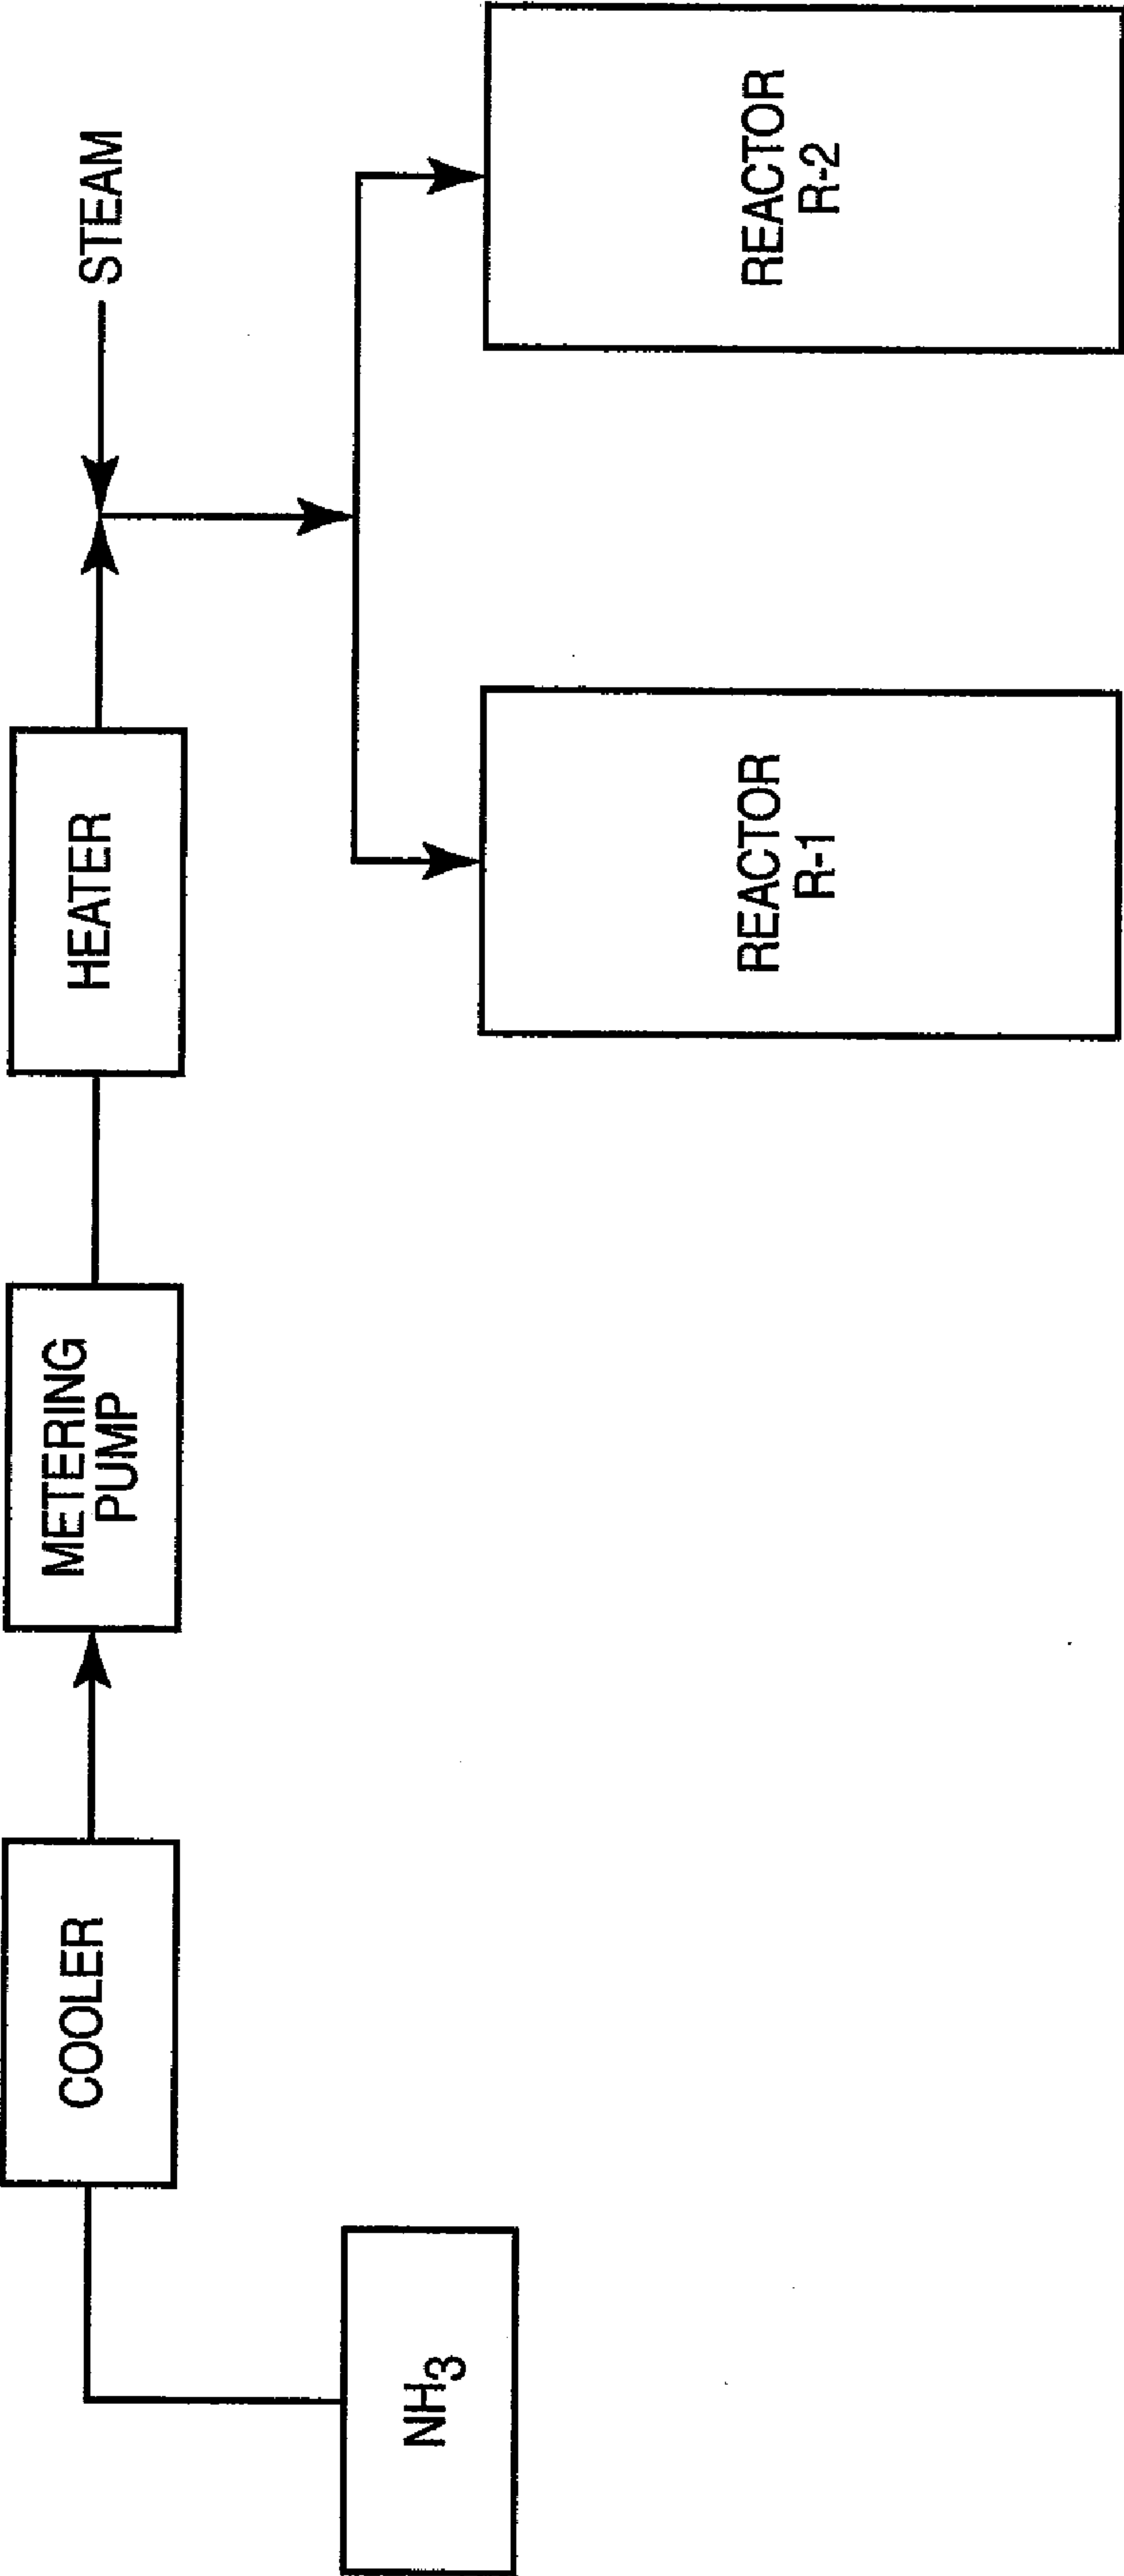 NH3
COOLER
METERING
PUMP
HEATER
STEAM
REACTOR
R-1
REACTOR
R-2